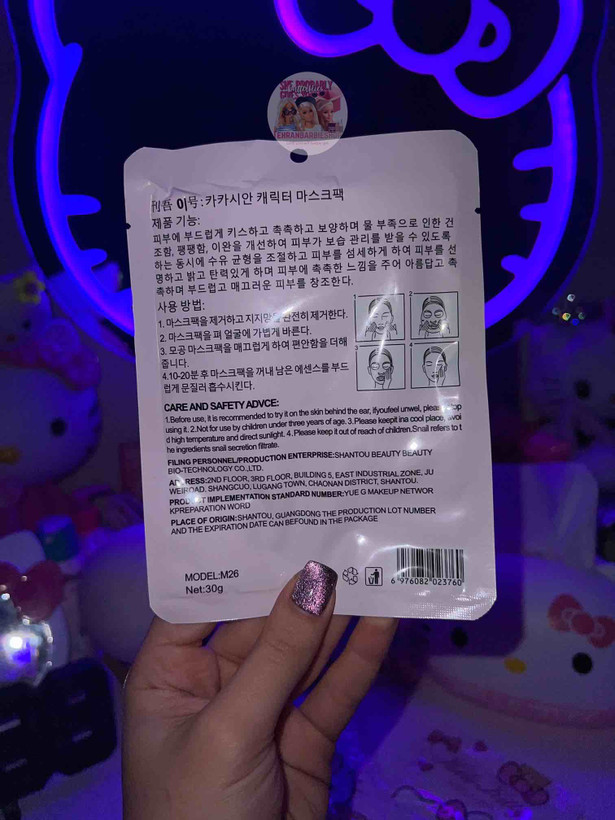 SHE PROBABLY
EHRANBARBIES
이号:카카시안 캐릭터 마스크팩
제품 기능:
피부에 부드럽게 키스하고 촉촉하고 보양하며 물 부족으로 인한 건
조함, 팽팽함, 이완을 개선하여 피부가 보습 관리를 받을 수 있도록
하는 동시에 수유 균형을 조절하고 피부를 섬세하게 하여 피부를 선
명하고 밝고 탄력있게 하며 피부에 촉촉한 느낌을 주어 아름답고 촉
촉하며 부드럽고 매끄러운 피부를 창조한다.
사용 방법:
1. 마스크팩을 제거하고 지지망을 완전히 제거한다.
2. 마스크팩을 펴 얼굴에 가볍게 바른다.
3. 모공 마스크팩을 매끄럽게 하여 편안함을 더해
줍니다.
4.10-20분 후 마스크팩을 꺼내 남은 에센스를 부드
럽게 문질러 흡수시킨다.
1 2
3 4
CARE AND SAFETY ADVCE:
1.Before use, it is recommended to try it on the skin behind the ear, ifyoufeel unwel, please stop
using it. 2.Not for use by children under three years of age. 3.Please keepit ina cool place, avoi
d high temperature and direct sunlight. 4.Please keep it out of reach of children.Snail refers to t
he ingredients snail secretion filtrate.
FILING PERSONNEL/PRODUCTION ENTERPRISE:SHANTOU BEAUTY BEAUTY
BIO-TECHNOLOGY CO.,LTD.
ADDRESS:2ND FLOOR, 3RD FLOOR, BUILDING 5, EAST INDUSTRIAL ZONE, JU
WEIROAD, SHANGCUO, LUGANG TOWN, CHAONAN DISTRICT, SHANTOU.
PRODUCT IMPLEMENTATION STANDARD NUMBER:YUE G MAKEUP NETWOR
KPREPARATION WORD
PLACE OF ORIGIN:SHANTOU, GUANGDONG THE PRODUCTION LOT NUMBER
AND THE EXPIRATION DATE CAN BEFOUND IN THE PACKAGE
MODEL:M26
Net:30g
6 976082 023760